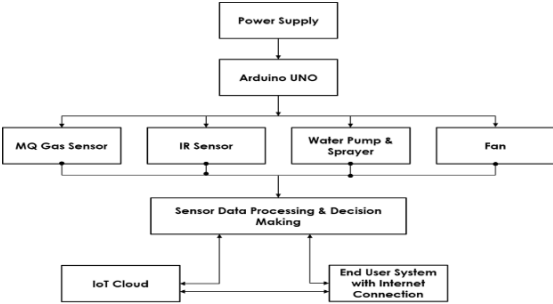 Power Supply
Arduino UNO
MQ Gas Sensor
IR Sensor
Water Pump &
Sprayer
Fan
Sensor Data Processing & Decision
Making
IoT Cloud
End User System
with Internet
Connection